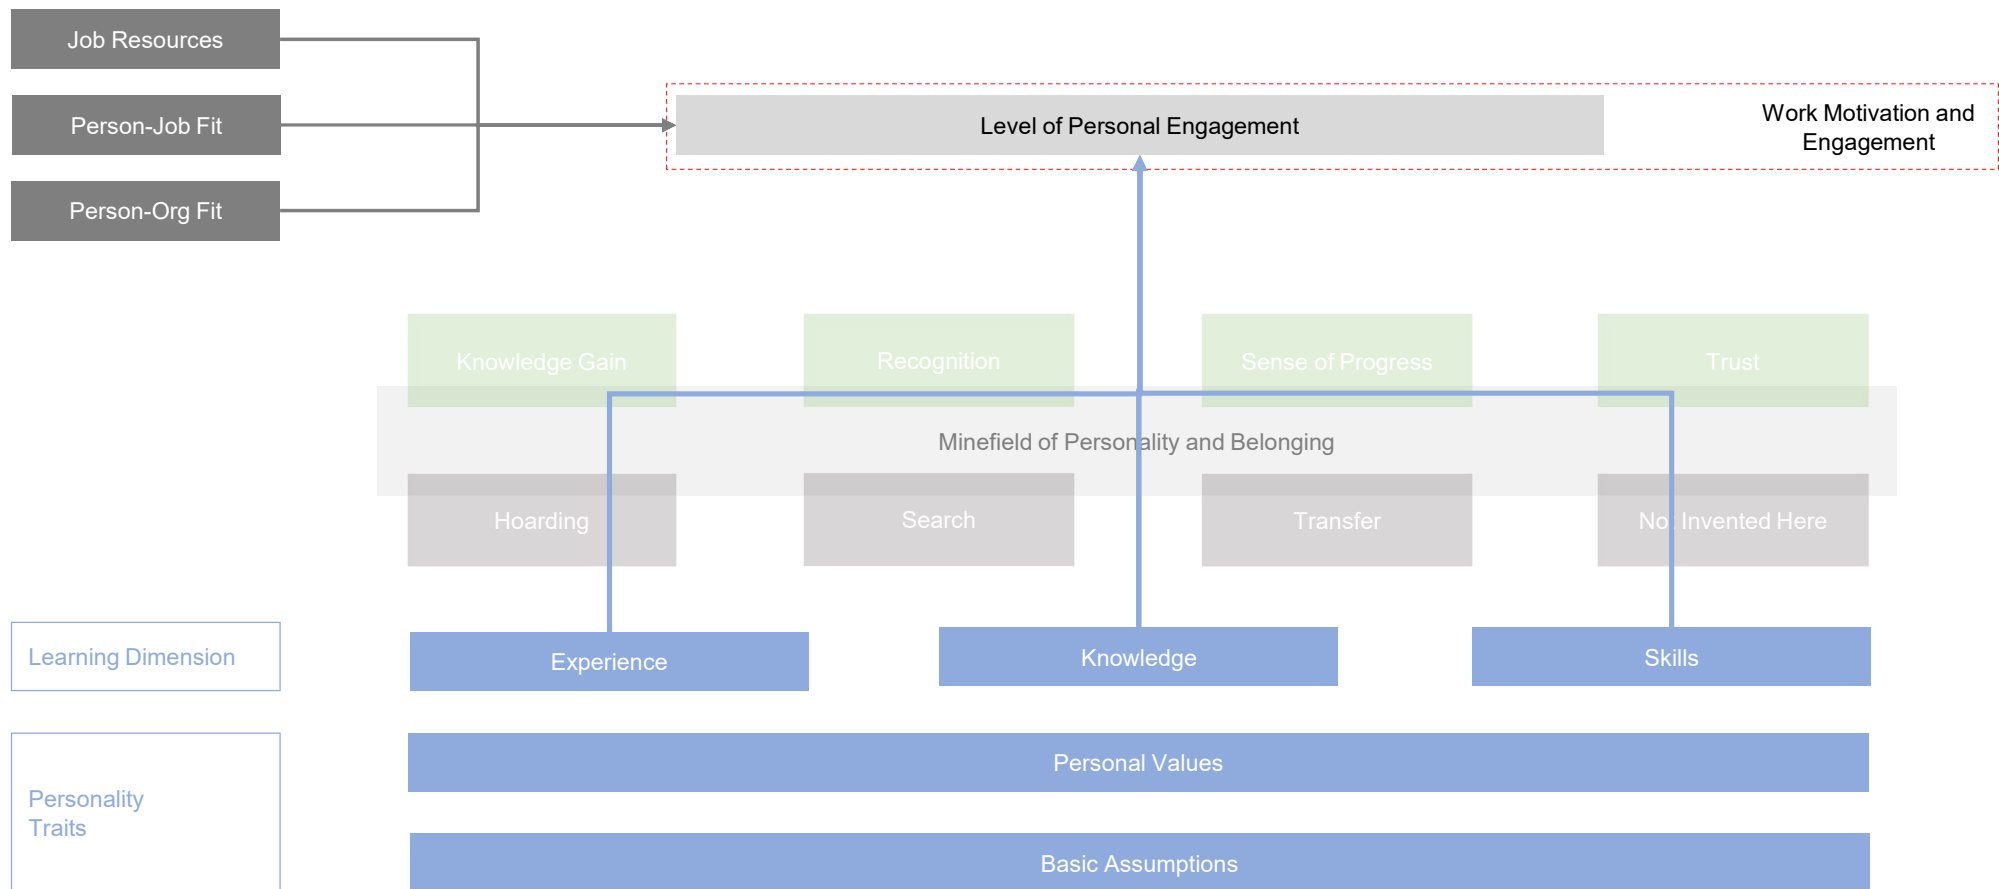 Job Resources
Person-Job Fit
Level of Personal Engagement
Work Motivation and
Engagement
Person-Org Fit
Knowledge Gain
Recognition
Sense of Progress
Trust
Minefield of Personality and Belonging
Hoarding
Search
Transfer
Not Invented Here
Learning Dimension
Experience
Knowledge
Skills
Personal Values
Personality
Traits
Basic Assumptions